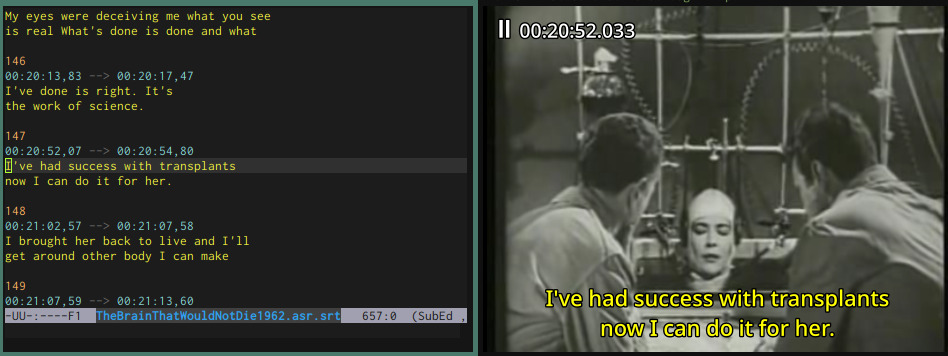 My eyes were deceiving me what you see
is real What's done is done and what
146
00:20:13,83 --> 00:20:17,47
I've done is right. It's
the work of science.
147
00:20:52,07 --> 00:20:54,80
I've had success with transplants
now I can do it for her.
148
00:21:02,57 --> 00:21:07,58
I brought her back to live and I'll
get around other body I can make
149
00:21:07,59 --> 00:21:13,60
-UU-:----F1  TheBrainThatWouldNotDie1962.asr.srt   657:0  (SubEd ,
00:20:52.033
I've had success with transplants
now I can do it for her.